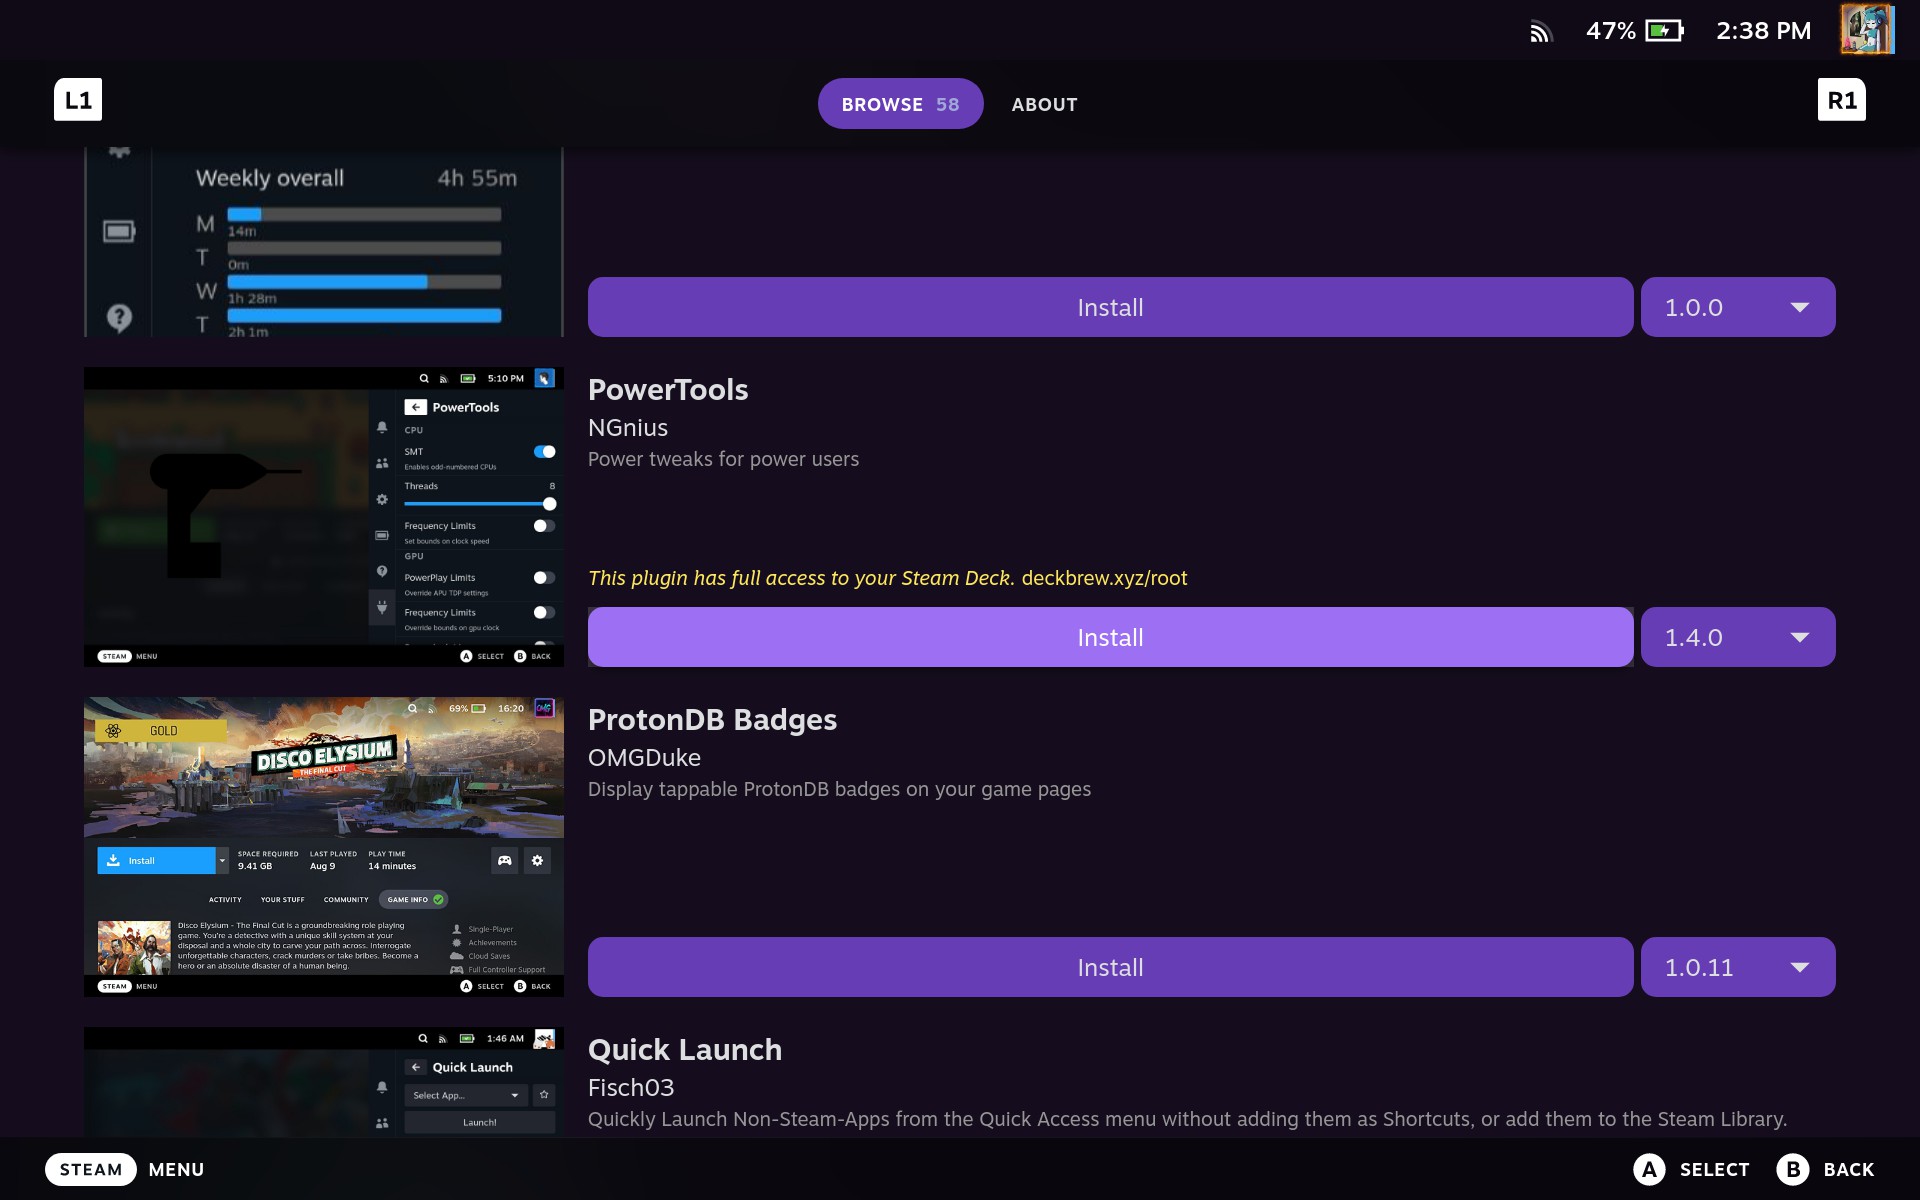 47% 2:38 PM
L1 BROWSE 58 ABOUT R1
Weekly overall 4h 55m
M
14m
T
0m
W
1h 28m
T
2h 1m
Install 1.0.0
5:10 PM
PowerTools
CPU
SMT
Enables odd-numbered CPUs
Threads 8
Frequency Limits
Set bounds on clock speed
GPU
PowerPlay Limits
Override APU TDP settings
Frequency Limits
Override bounds on gpu clock
STEAM MENU A SELECT B BACK
PowerTools
NGnius
Power tweaks for power users
This plugin has full access to your Steam Deck. deckbrew.xyz/root
Install 1.4.0
69% 16:20
GOLD
DISCO ELYSIUM
THE FINAL CUT
Install
SPACE REQUIRED LAST PLAYED PLAY TIME
9.41 GB Aug 9 14 minutes
ACTIVITY YOUR STUFF COMMUNITY GAME INFO
Disco Elysium - The Final Cut is a groundbreaking role playing
game. You're a detective with a unique skill system at your
disposal and a whole city to carve your path across. Interrogate
unforgettable characters, crack murders or take bribes. Become a
hero or an absolute disaster of a human being.
Single-Player
Achievements
Cloud Saves
Full Controller Support
STEAM MENU A SELECT B BACK
ProtonDB Badges
OMGDuke
Display tappable ProtonDB badges on your game pages
Install 1.0.11
1:46 AM
Quick Launch
Select App...
Launch!
Quick Launch
Fisch03
Quickly Launch Non-Steam-Apps from the Quick Access menu without adding them as Shortcuts, or add them to the Steam Library.
STEAM MENU A SELECT B BACK